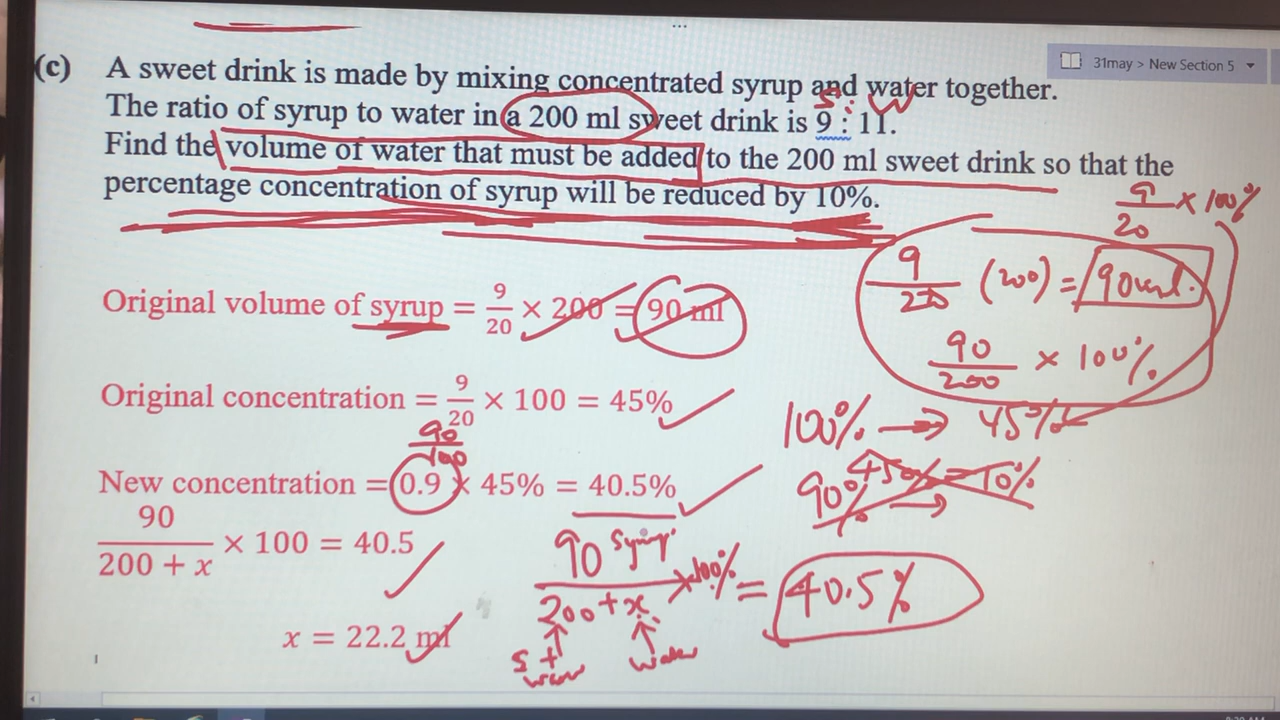 31may > New Section 5
(c) A sweet drink is made by mixing concentrated syrup and water together.
S : W
The ratio of syrup to water in a 200 ml sweet drink is 9 : 11.
Find the volume of water that must be added to the 200 ml sweet drink so that the
percentage concentration of syrup will be reduced by 10%.
9/20 × 100%
9/20 (200) = 90ml.
Original volume of syrup = 9/20 × 200 = 90 ml
90/200 × 100%
Original concentration = 9/20 × 100 = 45%
100% → 45%
90/100
45% = 10%
New concentration = 0.9 × 45% = 40.5%
90% →
90/(200 + x) × 100 = 40.5
90 syrup/(200 + x) × 100% = 40.5%
x = 22.2 ml
S + water
water